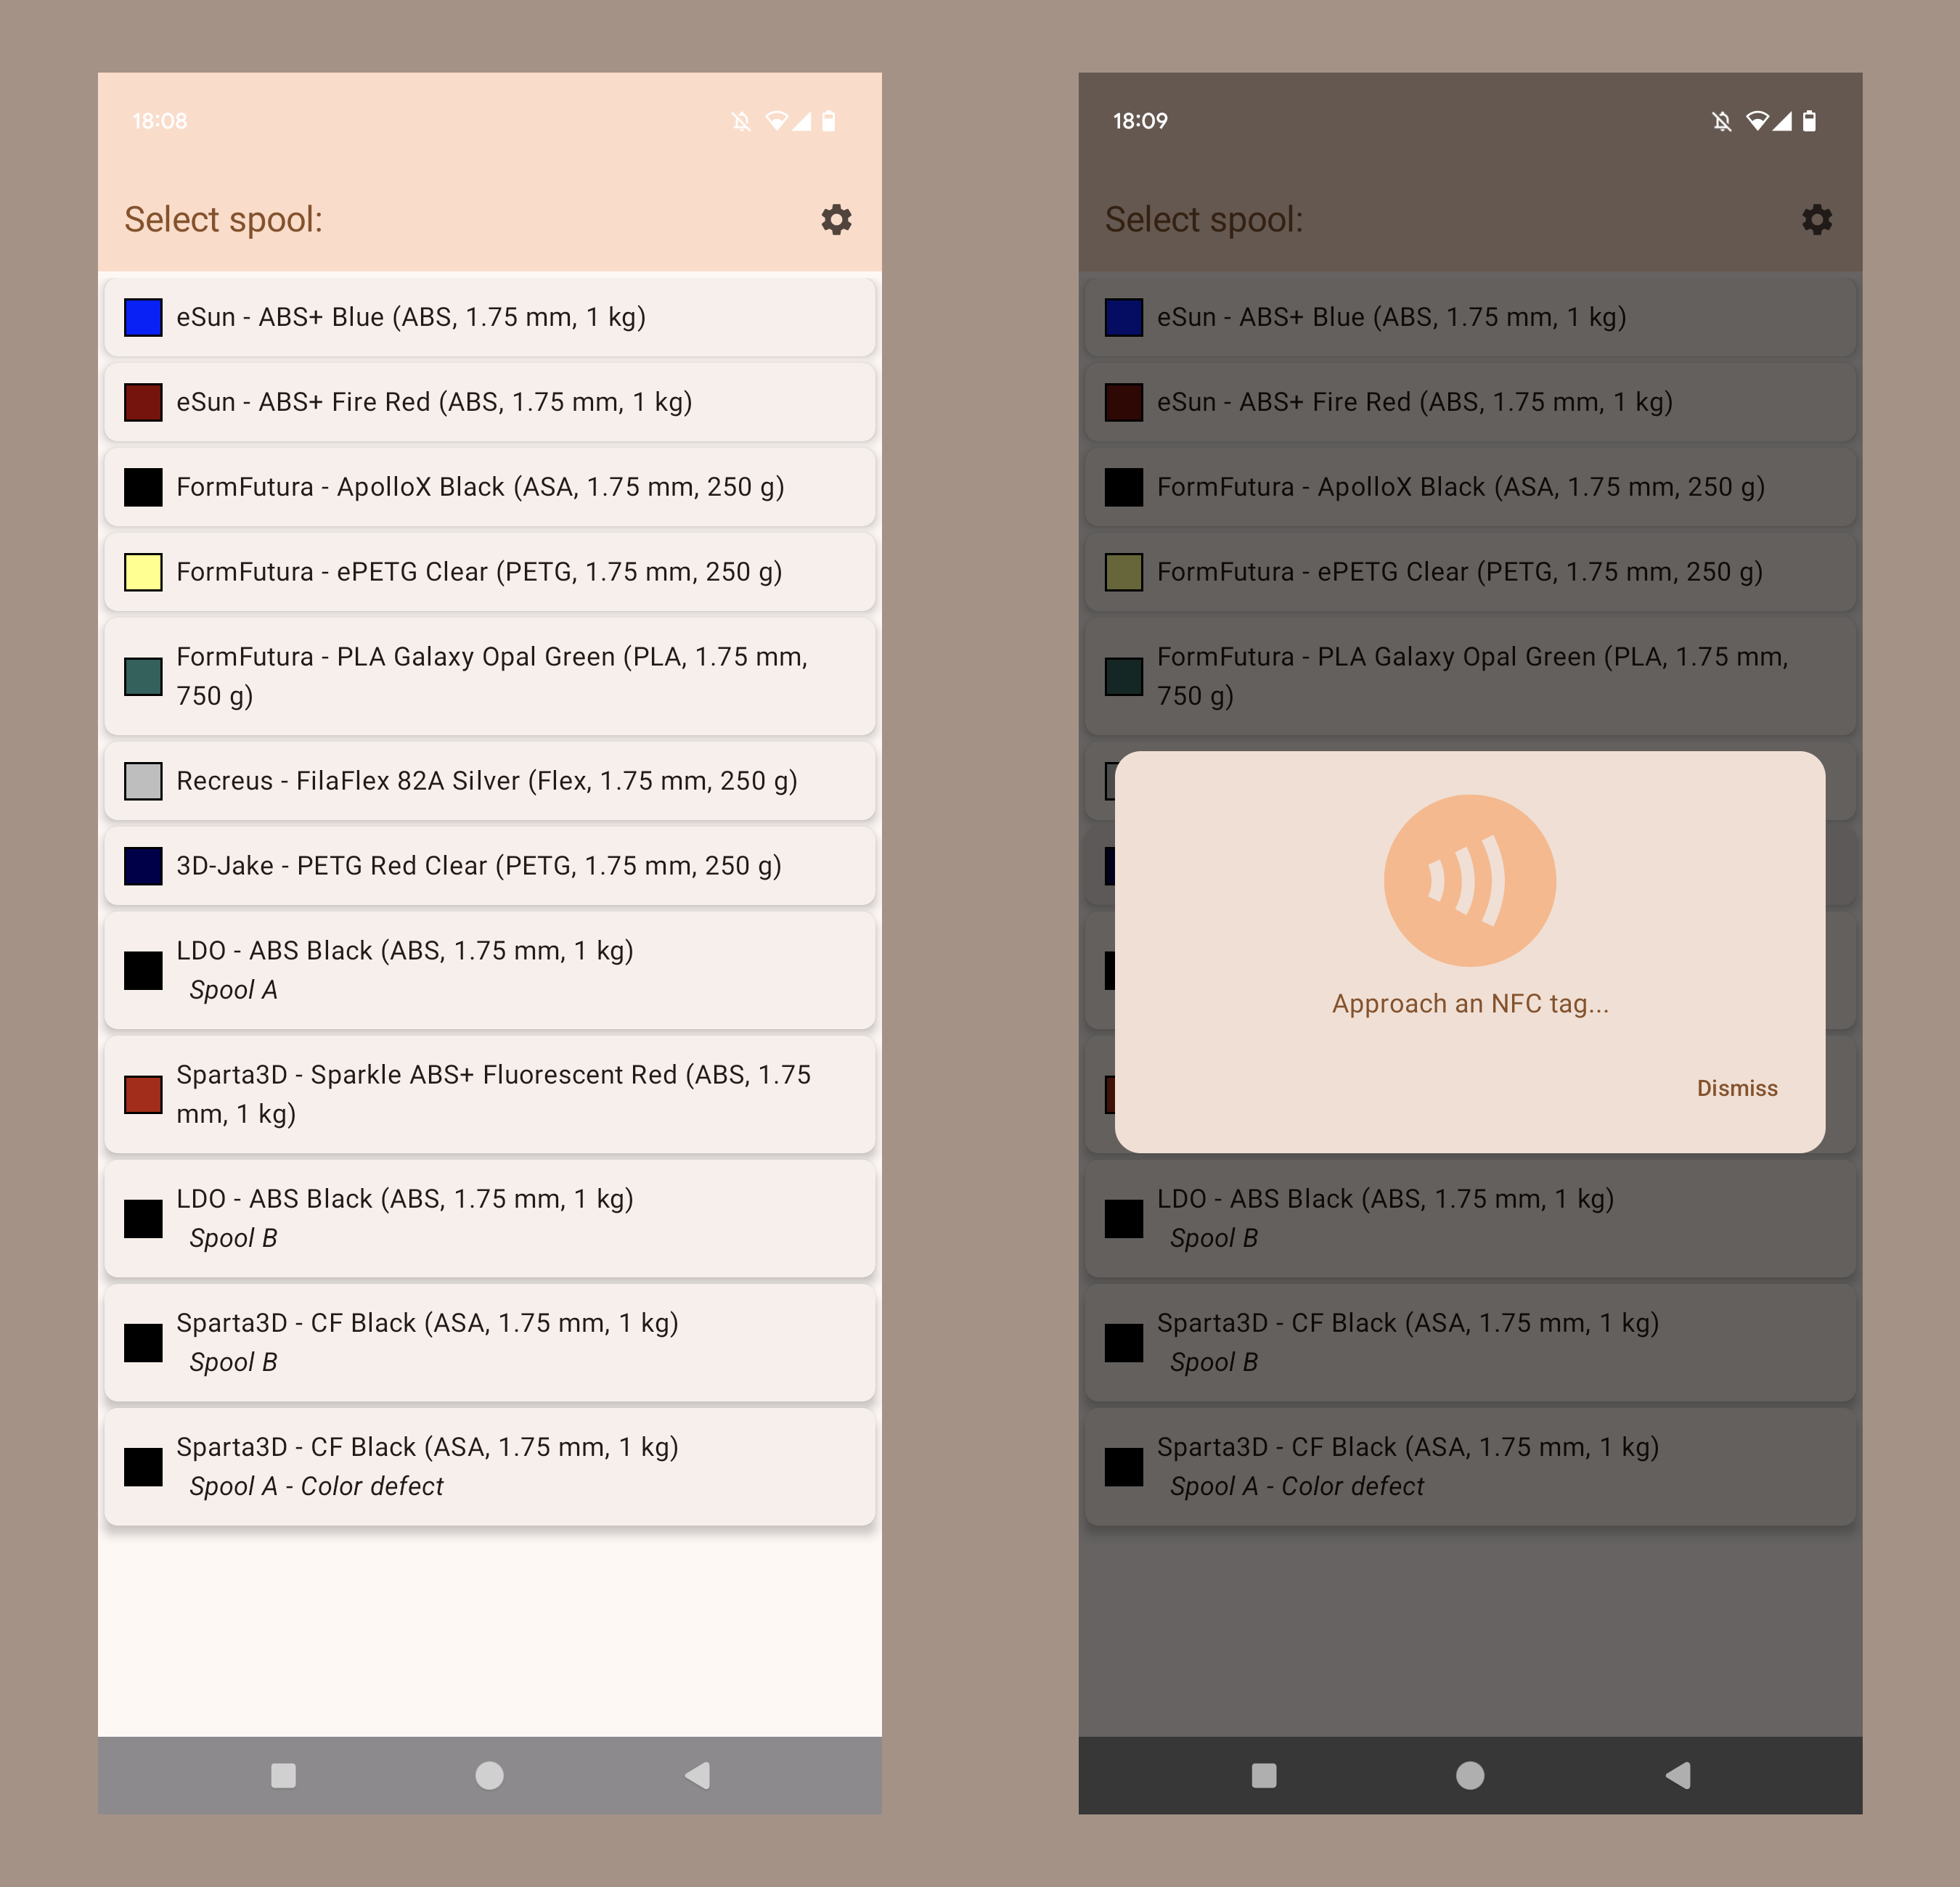 18:08
Select spool:
eSun - ABS+ Blue (ABS, 1.75 mm, 1 kg)
eSun - ABS+ Fire Red (ABS, 1.75 mm, 1 kg)
FormFutura - ApolloX Black (ASA, 1.75 mm, 250 g)
FormFutura - ePETG Clear (PETG, 1.75 mm, 250 g)
FormFutura - PLA Galaxy Opal Green (PLA, 1.75 mm,
750 g)
Recreus - FilaFlex 82A Silver (Flex, 1.75 mm, 250 g)
3D-Jake - PETG Red Clear (PETG, 1.75 mm, 250 g)
LDO - ABS Black (ABS, 1.75 mm, 1 kg)
Spool A
Sparta3D - Sparkle ABS+ Fluorescent Red (ABS, 1.75
mm, 1 kg)
LDO - ABS Black (ABS, 1.75 mm, 1 kg)
Spool B
Sparta3D - CF Black (ASA, 1.75 mm, 1 kg)
Spool B
Sparta3D - CF Black (ASA, 1.75 mm, 1 kg)
Spool A - Color defect
18:09
Select spool:
eSun - ABS+ Blue (ABS, 1.75 mm, 1 kg)
eSun - ABS+ Fire Red (ABS, 1.75 mm, 1 kg)
FormFutura - ApolloX Black (ASA, 1.75 mm, 250 g)
FormFutura - ePETG Clear (PETG, 1.75 mm, 250 g)
FormFutura - PLA Galaxy Opal Green (PLA, 1.75 mm,
750 g)
Approach an NFC tag...
Dismiss
LDO - ABS Black (ABS, 1.75 mm, 1 kg)
Spool B
Sparta3D - CF Black (ASA, 1.75 mm, 1 kg)
Spool B
Sparta3D - CF Black (ASA, 1.75 mm, 1 kg)
Spool A - Color defect